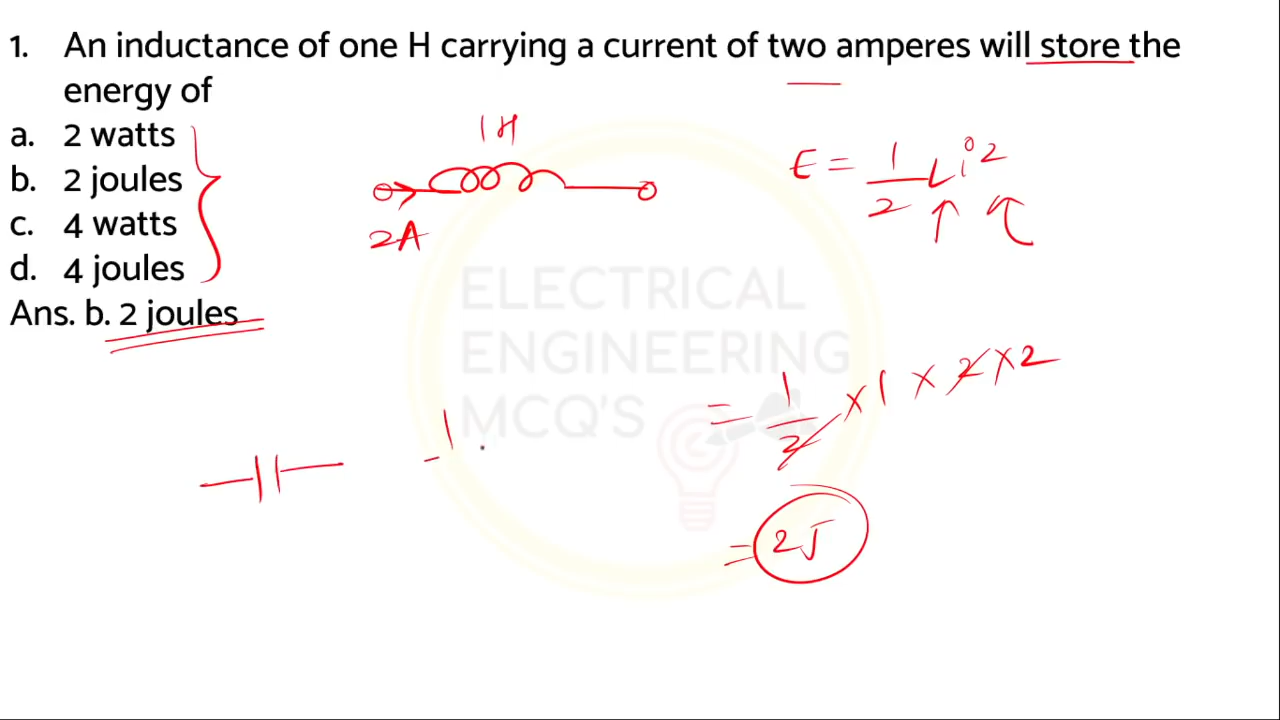 1. An inductance of one H carrying a current of two amperes will store the
energy of
a. 2 watts
b. 2 joules
c. 4 watts
d. 4 joules
Ans. b. 2 joules
1H
2A
E = 1/2 Li²
= 1/2 × 1 × 2 × 2
= 2J
ELECTRICAL
ENGINEERING
MCQ'S